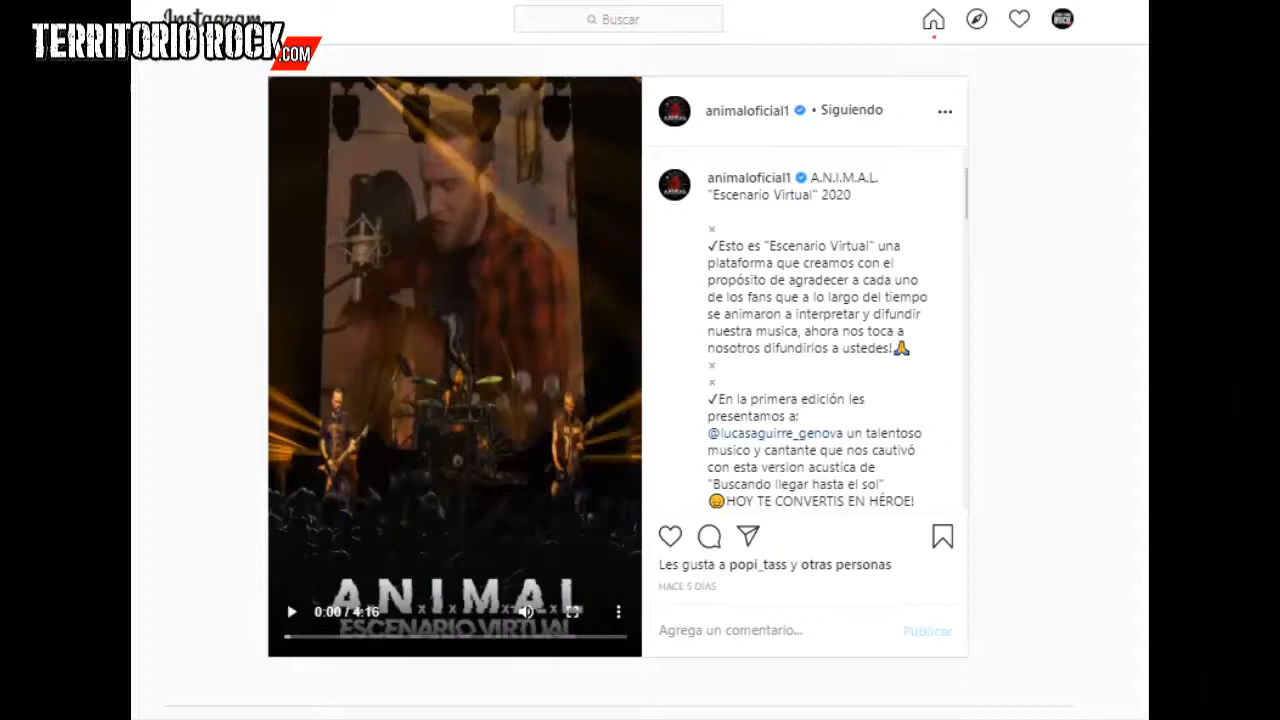 Instagram
Buscar
TERRITORIO ROCK
.COM
animaloficial1 • Siguiendo
animaloficial1 A.N.I.M.A.L.
"Escenario Virtual" 2020
×
✓Esto es "Escenario Virtual" una
plataforma que creamos con el
propósito de agradecer a cada uno
de los fans que a lo largo del tiempo
se animaron a interpretar y difundir
nuestra musica, ahora nos toca a
nosotros difundirlos a ustedes!🙏
×
×
✓En la primera edición les
presentamos a:
@lucasaguirre_genova un talentoso
musico y cantante que nos cautivó
con esta version acustica de
"Buscando llegar hasta el sol"
😊HOY TE CONVERTIS EN HÉROE!
ANIMAL
0:00 / 4:16
ESCENARIO VIRTUAL
Les gusta a popi_tass y otras personas
HACE 5 DÍAS
Agrega un comentario...
Publicar